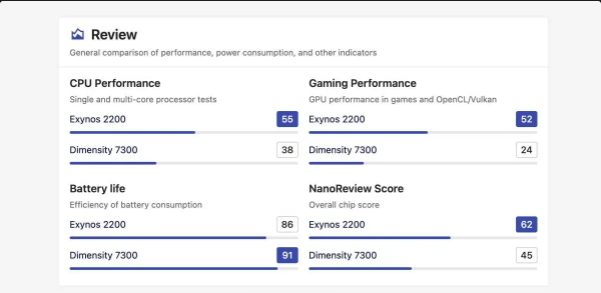 Review
General comparison of performance, power consumption, and other indicators
CPU Performance
Single and multi-core processor tests
Exynos 2200 55
Dimensity 7300 38
Gaming Performance
GPU performance in games and OpenCL/Vulkan
Exynos 2200 52
Dimensity 7300 24
Battery life
Efficiency of battery consumption
Exynos 2200 86
Dimensity 7300 91
NanoReview Score
Overall chip score
Exynos 2200 62
Dimensity 7300 45